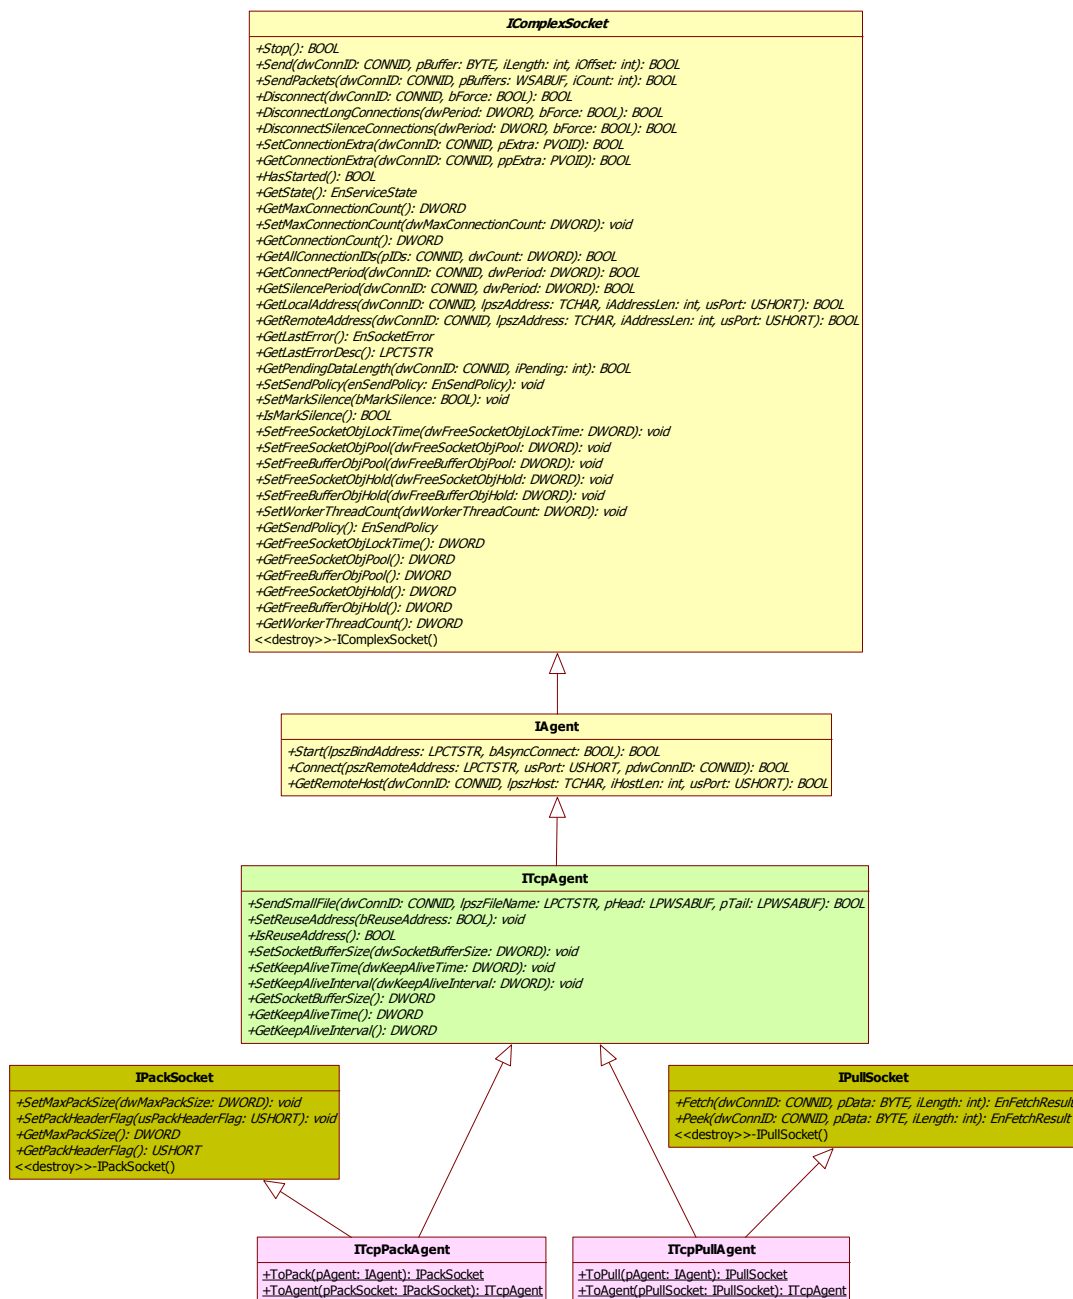 IComplexSocket
+Stop(): BOOL
+Send(dwConnID: CONNID, pBuffer: BYTE, iLength: int, iOffset: int): BOOL
+SendPackets(dwConnID: CONNID, pBuffers: WSABUF, iCount: int): BOOL
+Disconnect(dwConnID: CONNID, bForce: BOOL): BOOL
+DisconnectLongConnections(dwPeriod: DWORD, bForce: BOOL): BOOL
+DisconnectSilenceConnections(dwPeriod: DWORD, bForce: BOOL): BOOL
+SetConnectionExtra(dwConnID: CONNID, pExtra: PVOID): BOOL
+GetConnectionExtra(dwConnID: CONNID, ppExtra: PVOID): BOOL
+HasStarted(): BOOL
+GetState(): EnServiceState
+GetMaxConnectionCount(): DWORD
+SetMaxConnectionCount(dwMaxConnectionCount: DWORD): void
+GetConnectionCount(): DWORD
+GetAllConnectionIDs(pIDs: CONNID, dwCount: DWORD): BOOL
+GetConnectPeriod(dwConnID: CONNID, dwPeriod: DWORD): BOOL
+GetSilencePeriod(dwConnID: CONNID, dwPeriod: DWORD): BOOL
+GetLocalAddress(dwConnID: CONNID, lpszAddress: TCHAR, iAddressLen: int, usPort: USHORT): BOOL
+GetRemoteAddress(dwConnID: CONNID, lpszAddress: TCHAR, iAddressLen: int, usPort: USHORT): BOOL
+GetLastError(): EnSocketError
+GetLastErrorDesc(): LPCTSTR
+GetPendingDataLength(dwConnID: CONNID, iPending: int): BOOL
+SetSendPolicy(enSendPolicy: EnSendPolicy): void
+SetMarkSilence(bMarkSilence: BOOL): void
+IsMarkSilence(): BOOL
+SetFreeSocketObjLockTime(dwFreeSocketObjLockTime: DWORD): void
+SetFreeSocketObjPool(dwFreeSocketObjPool: DWORD): void
+SetFreeBufferObjPool(dwFreeBufferObjPool: DWORD): void
+SetFreeSocketObjHold(dwFreeSocketObjHold: DWORD): void
+SetFreeBufferObjHold(dwFreeBufferObjHold: DWORD): void
+SetWorkerThreadCount(dwWorkerThreadCount: DWORD): void
+GetSendPolicy(): EnSendPolicy
+GetFreeSocketObjLockTime(): DWORD
+GetFreeSocketObjPool(): DWORD
+GetFreeBufferObjPool(): DWORD
+GetFreeSocketObjHold(): DWORD
+GetFreeBufferObjHold(): DWORD
+GetWorkerThreadCount(): DWORD
<<destroy>>-IComplexSocket()
IAgent
+Start(lpszBindAddress: LPCTSTR, bAsyncConnect: BOOL): BOOL
+Connect(pszRemoteAddress: LPCTSTR, usPort: USHORT, pdwConnID: CONNID): BOOL
+GetRemoteHost(dwConnID: CONNID, lpszHost: TCHAR, iHostLen: int, usPort: USHORT): BOOL
ITcpAgent
+SendSmallFile(dwConnID: CONNID, lpszFileName: LPCTSTR, pHead: LPWSABUF, pTail: LPWSABUF): BOOL
+SetReuseAddress(bReuseAddress: BOOL): void
+IsReuseAddress(): BOOL
+SetSocketBufferSize(dwSocketBufferSize: DWORD): void
+SetKeepAliveTime(dwKeepAliveTime: DWORD): void
+SetKeepAliveInterval(dwKeepAliveInterval: DWORD): void
+GetSocketBufferSize(): DWORD
+GetKeepAliveTime(): DWORD
+GetKeepAliveInterval(): DWORD
IPackSocket
+SetMaxPackSize(dwMaxPackSize: DWORD): void
+SetPackHeaderFlag(usPackHeaderFlag: USHORT): void
+GetMaxPackSize(): DWORD
+GetPackHeaderFlag(): USHORT
<<destroy>>-IPackSocket()
IPullSocket
+Fetch(dwConnID: CONNID, pData: BYTE, iLength: int): EnFetchResult
+Peek(dwConnID: CONNID, pData: BYTE, iLength: int): EnFetchResult
<<destroy>>-IPullSocket()
ITcpPackAgent
+ToPack(pAgent: IAgent): IPackSocket
+ToAgent(pPackSocket: IPackSocket): ITcpAgent
ITcpPullAgent
+ToPull(pAgent: IAgent): IPullSocket
+ToAgent(pPullSocket: IPullSocket): ITcpAgent